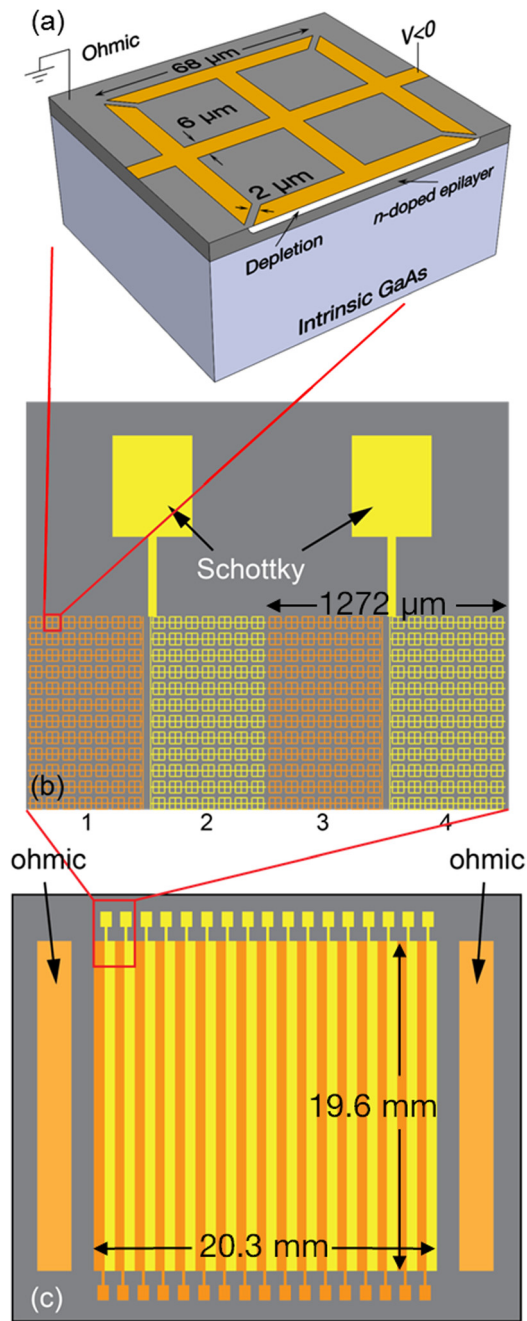 (a)
Ohmic
V<0
68 µm
6 µm
2 µm
Depletion
n-doped epilayer
Intrinsic GaAs
Schottky
1272 µm
(b)
1 2 3 4
ohmic ohmic
19.6 mm
20.3 mm
(c)